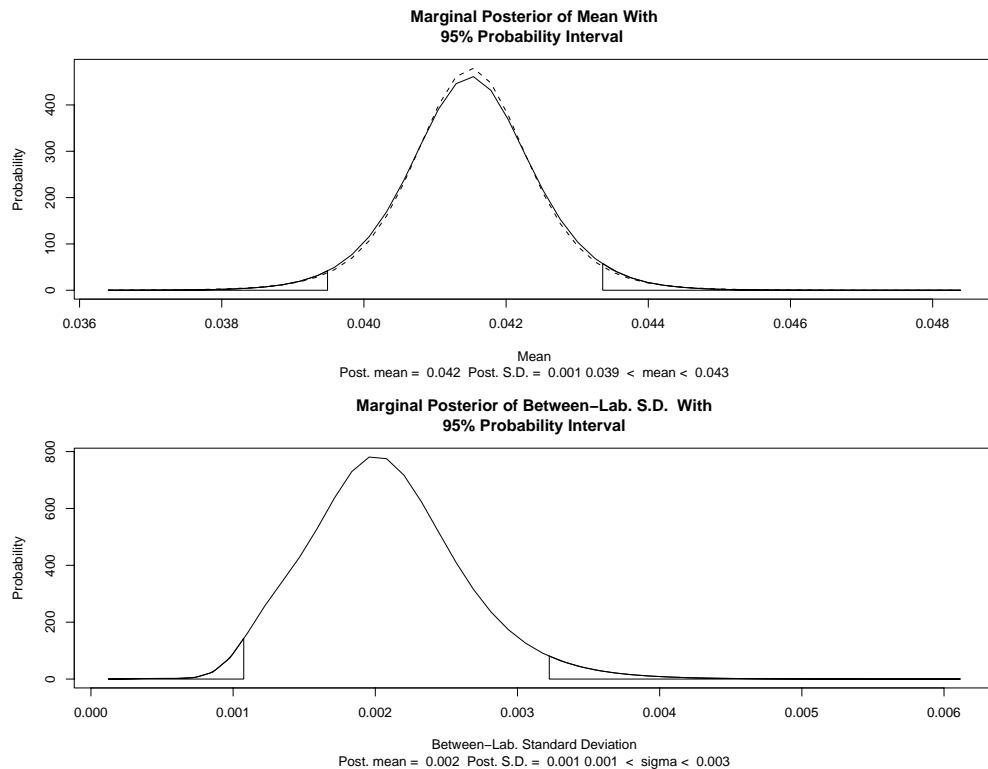 Marginal Posterior of Mean With
95% Probability Interval
Probability
400
300
200
100
0
0.036 0.038 0.040 0.042 0.044 0.046 0.048
Mean
Post. mean = 0.042 Post. S.D. = 0.001 0.039 < mean < 0.043
Marginal Posterior of Between−Lab. S.D. With
95% Probability Interval
Probability
800
600
400
200
0
0.000 0.001 0.002 0.003 0.004 0.005 0.006
Between−Lab. Standard Deviation
Post. mean = 0.002 Post. S.D. = 0.001 0.001 < sigma < 0.003